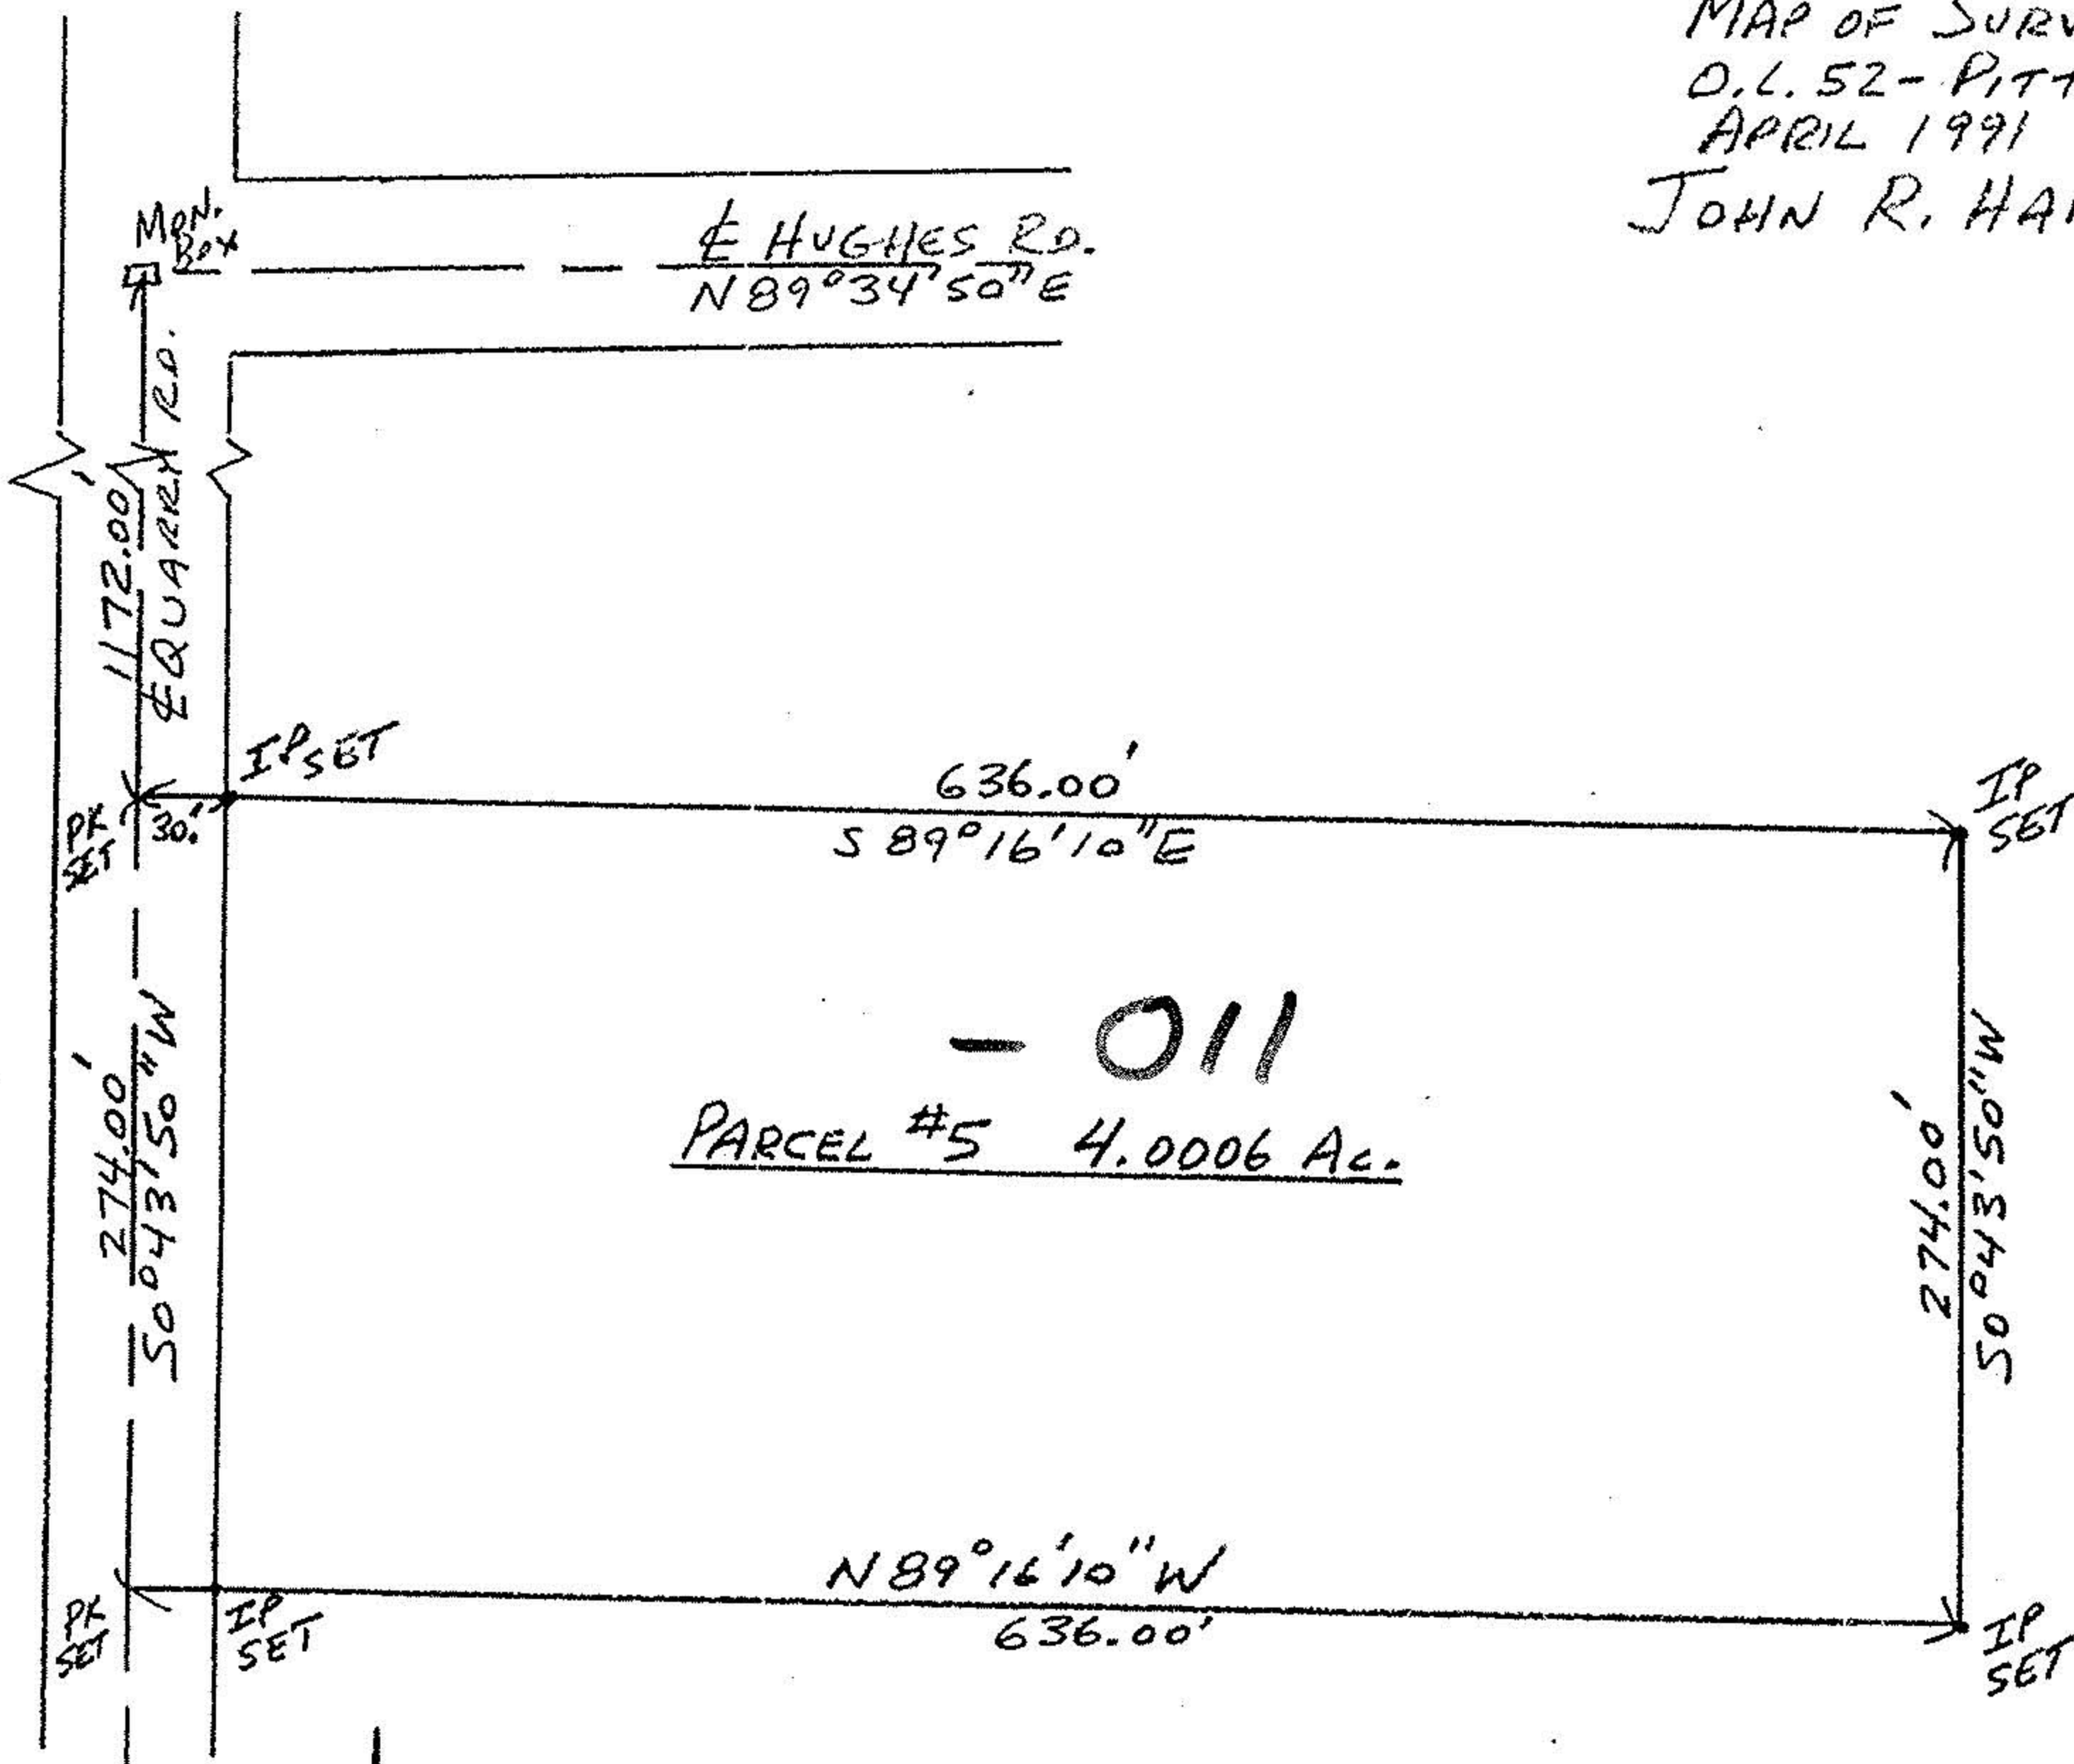 MAP OF SURV
O.L. 52 - PITT
APRIL 1991
JOHN R. HA
MON.
BOX
℄ HUGHES RD.
N 89° 34' 50" E
1172.00'
℄ QUARRY RD.
IP SET
636.00'
S 89° 16' 10" E
IP
SET
PK
SET
30.'
- 011
PARCEL #5 4.0006 AC.
274.00'
S 0° 43' 50" W
274.00'
S 0° 43' 50" W
N 89° 16' 10" W
636.00'
PK
SET
IP
SET
IP
SET